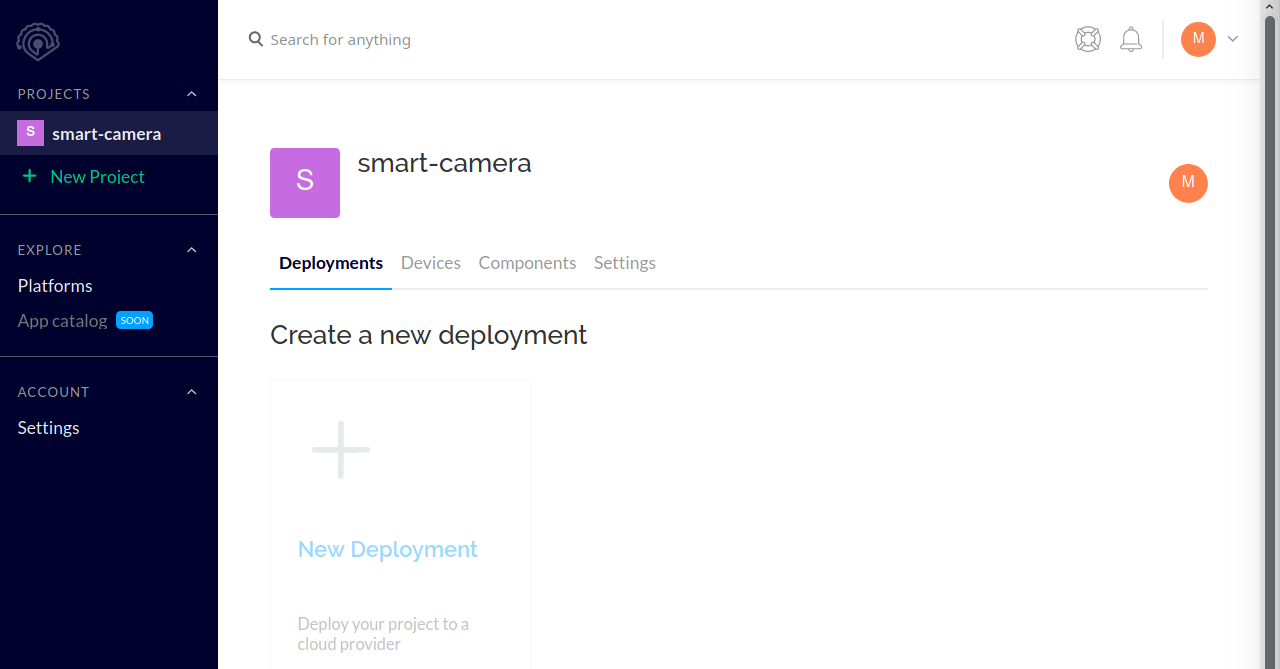 Search for anything
M
PROJECTS
S smart-camera
+ New Project
EXPLORE
Platforms
App catalog SOON
ACCOUNT
Settings
S
smart-camera
M
Deployments Devices Components Settings
Create a new deployment
New Deployment
Deploy your project to a
cloud provider